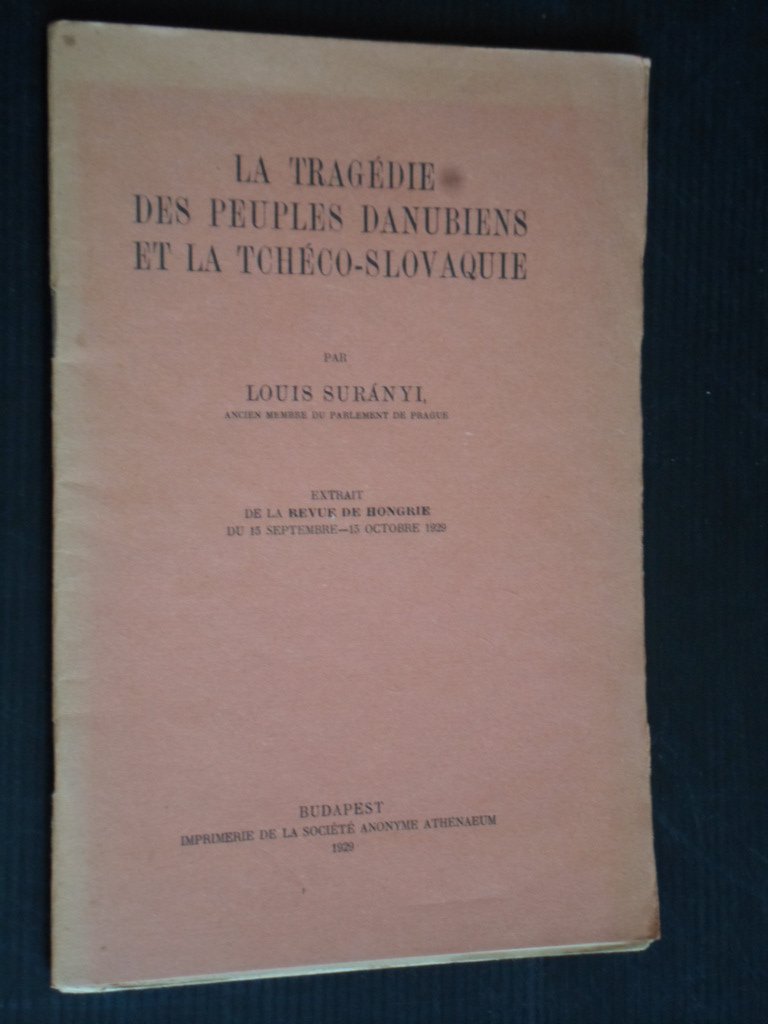 LA TRAGÉDIE
DES PEUPLES DANUBIENS
ET LA TCHÉCO-SLOVAQUIE
PAR
LOUIS SURÁNYI,
ANCIEN MEMBRE DU PARLEMENT DE PRAGUE
EXTRAIT
DE LA REVUE DE HONGRIE
DU 15 SEPTEMBRE—15 OCTOBRE 1929
BUDAPEST
IMPRIMERIE DE LA SOCIÉTÉ ANONYME ATHENAEUM
1929